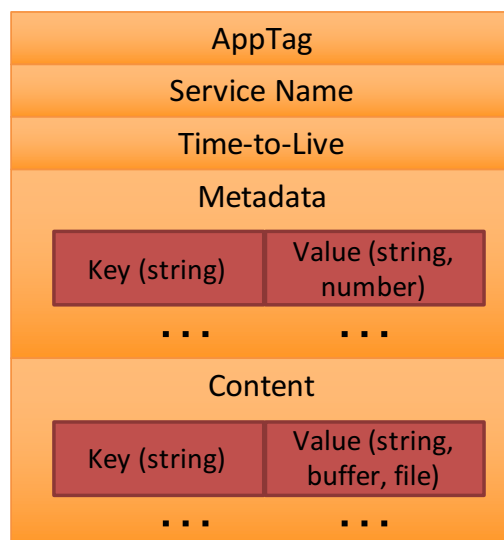 AppTag
Service Name
Time-to-Live
Metadata
Key (string) Value (string,
number)
... ...
Content
Key (string) Value (string,
buffer, file)
... ...